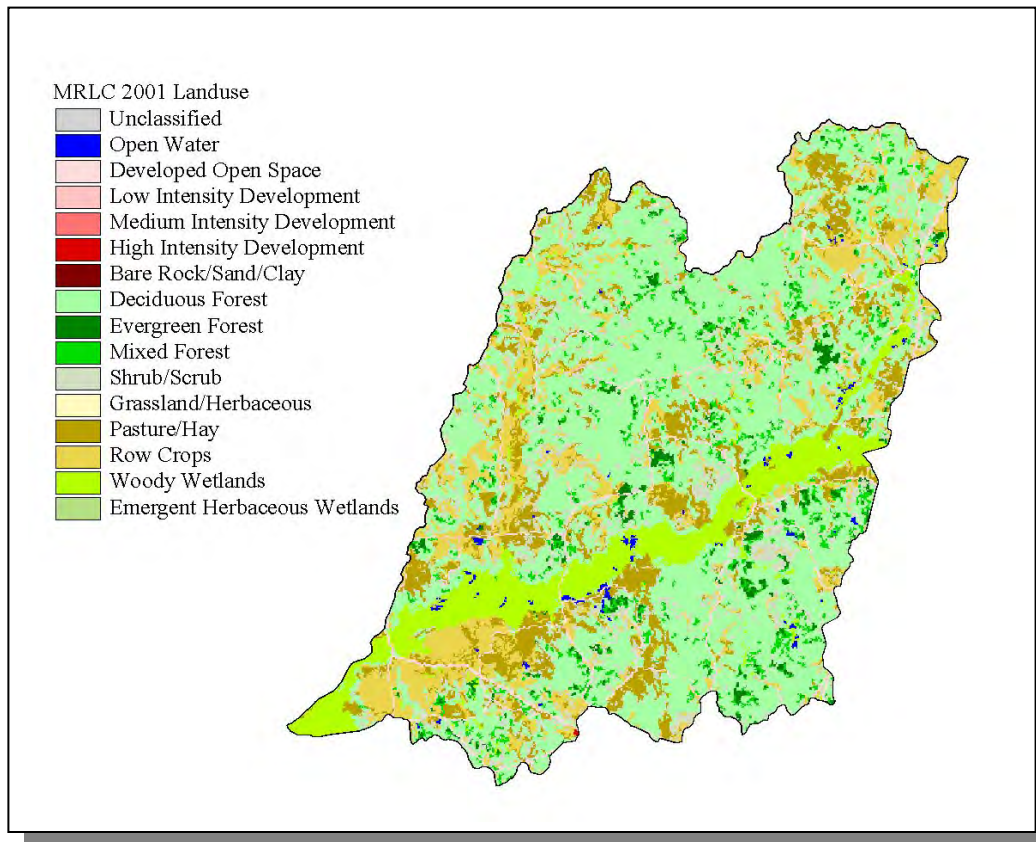 MRLC 2001 Landuse
Unclassified
Open Water
Developed Open Space
Low Intensity Development
Medium Intensity Development
High Intensity Development
Bare Rock/Sand/Clay
Deciduous Forest
Evergreen Forest
Mixed Forest
Shrub/Scrub
Grassland/Herbaceous
Pasture/Hay
Row Crops
Woody Wetlands
Emergent Herbaceous Wetlands